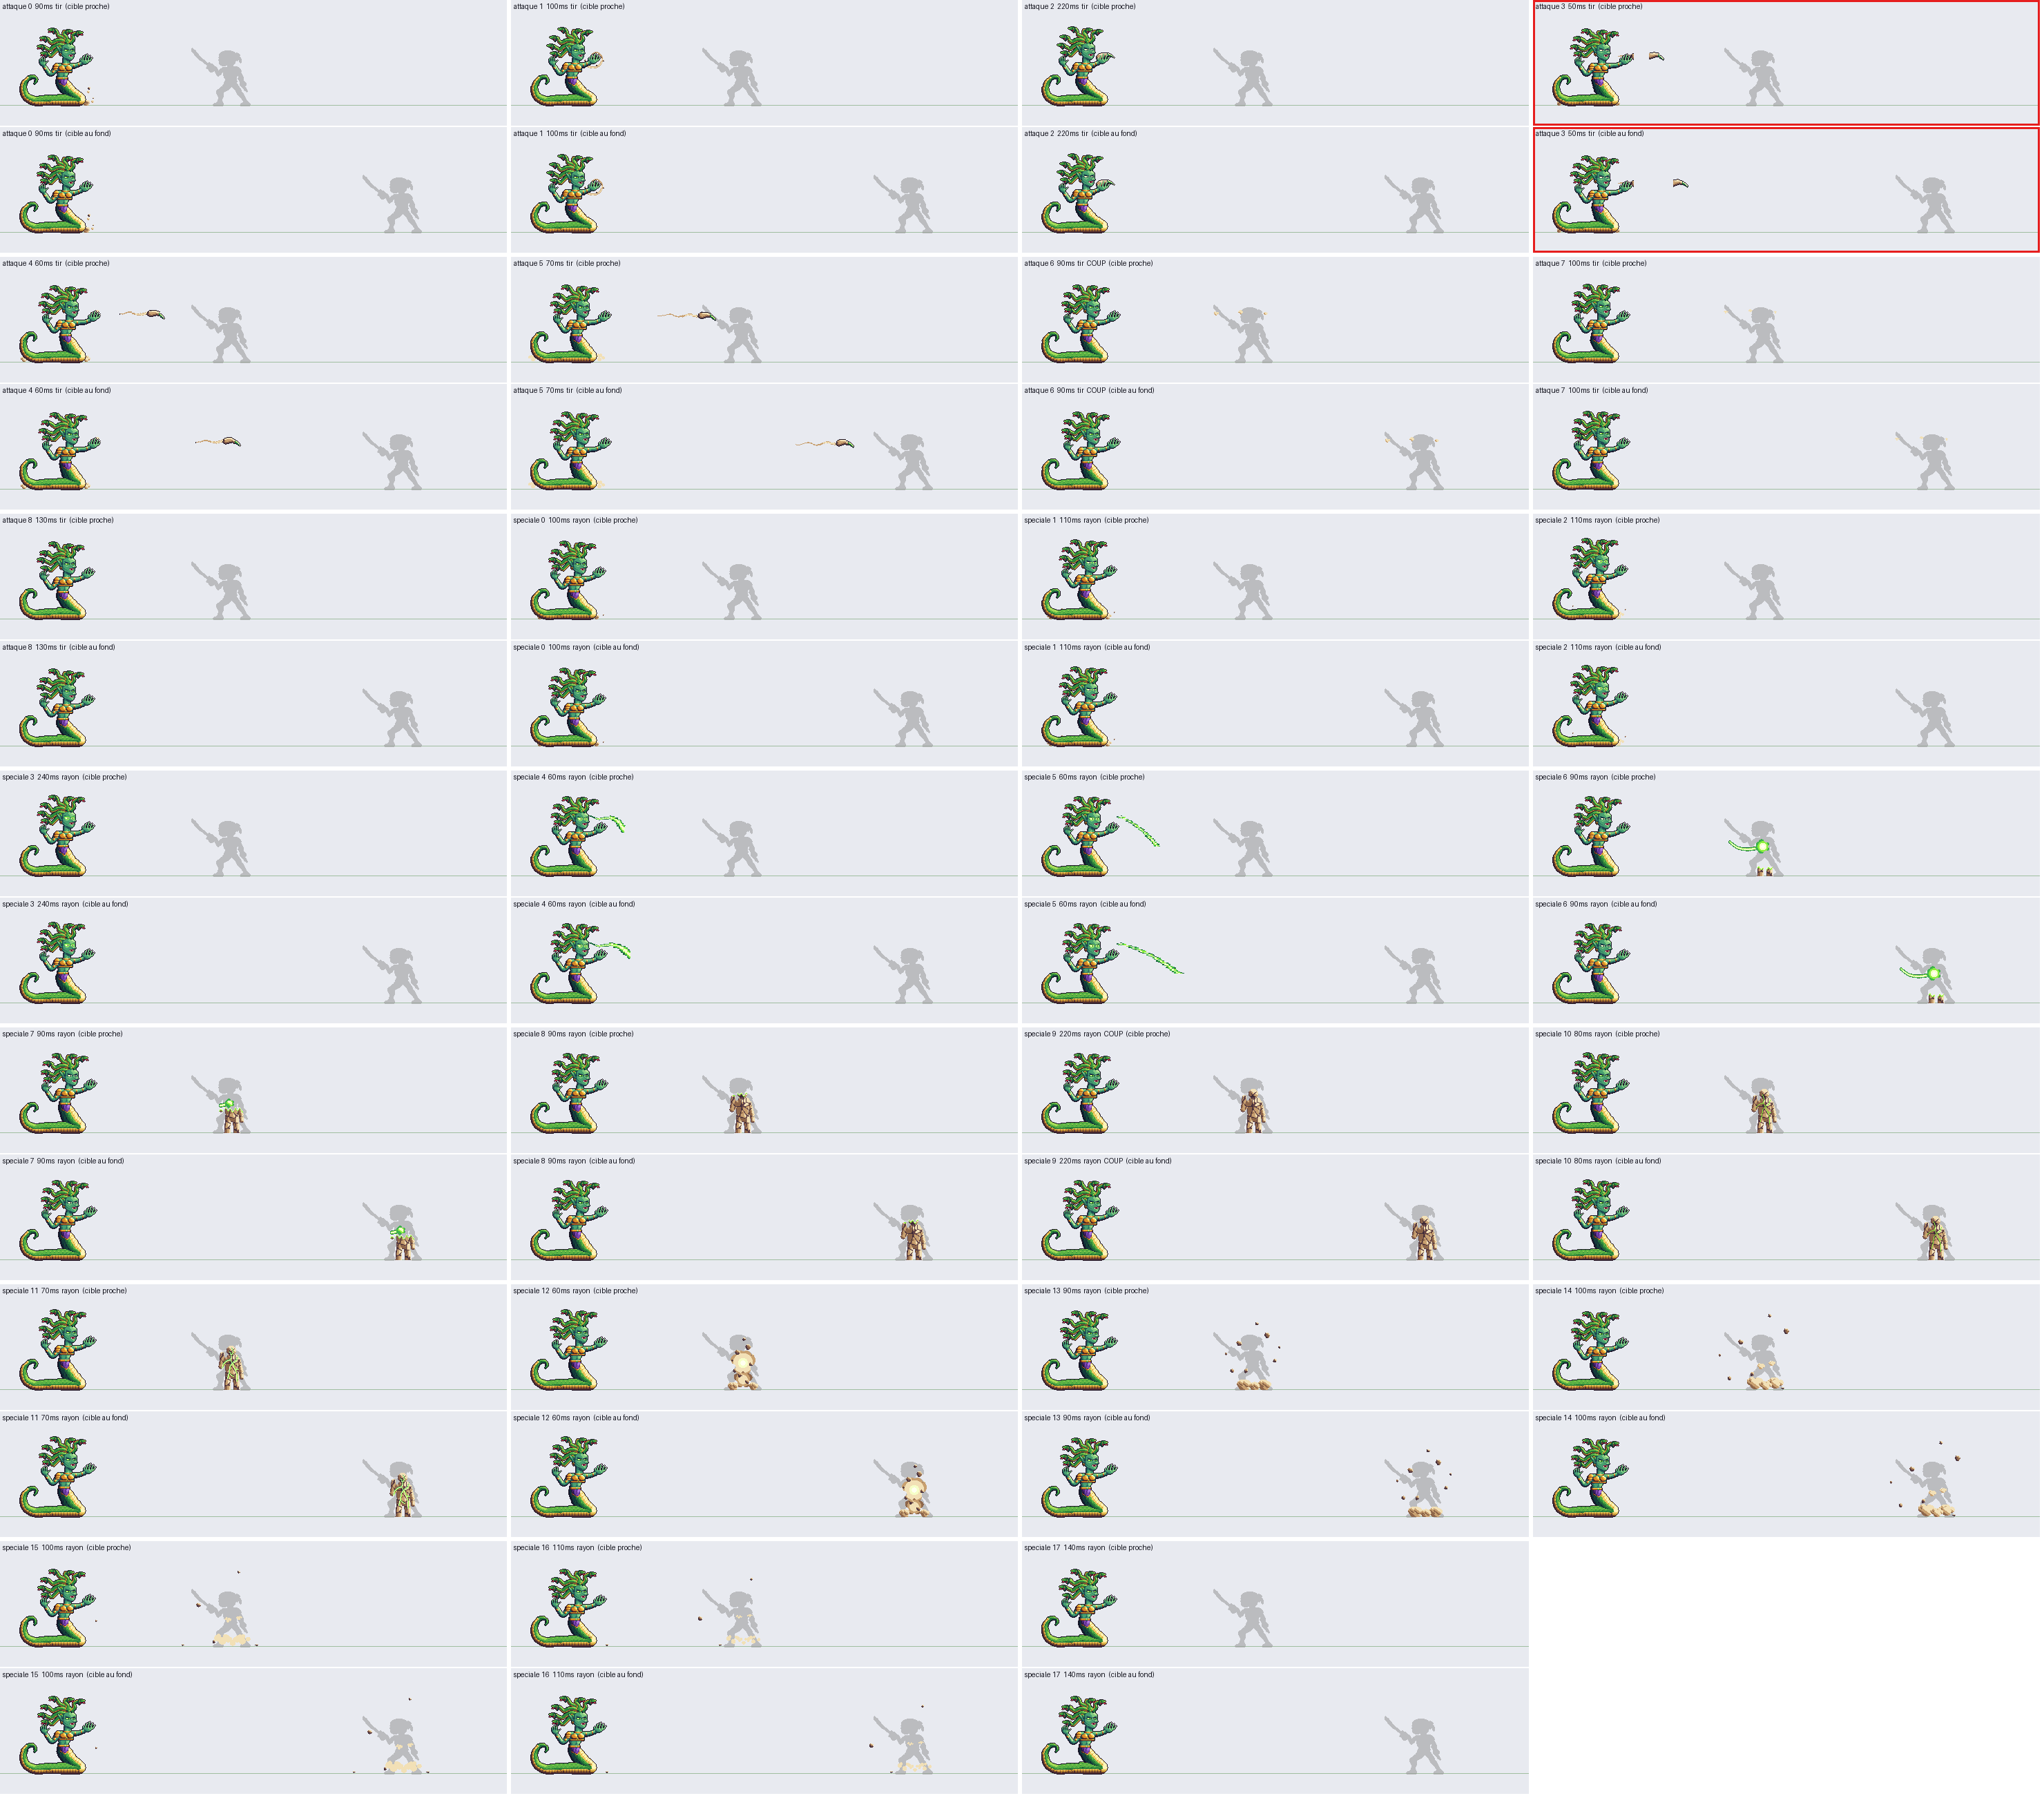 attaque 0 90ms tir (cible proche)
attaque 1 100ms tir (cible proche)
attaque 2 220ms tir (cible proche)
attaque 3 50ms tir (cible proche)
attaque 0 90ms tir (cible au fond)
attaque 1 100ms tir (cible au fond)
attaque 2 220ms tir (cible au fond)
attaque 3 50ms tir (cible au fond)
attaque 4 60ms tir (cible proche)
attaque 5 70ms tir (cible proche)
attaque 6 90ms tir COUP (cible proche)
attaque 7 100ms tir (cible proche)
attaque 4 60ms tir (cible au fond)
attaque 5 70ms tir (cible au fond)
attaque 6 90ms tir COUP (cible au fond)
attaque 7 100ms tir (cible au fond)
attaque 8 130ms tir (cible proche)
speciale 0 100ms rayon (cible proche)
speciale 1 110ms rayon (cible proche)
speciale 2 110ms rayon (cible proche)
attaque 8 130ms tir (cible au fond)
speciale 0 100ms rayon (cible au fond)
speciale 1 110ms rayon (cible au fond)
speciale 2 110ms rayon (cible au fond)
speciale 3 240ms rayon (cible proche)
speciale 4 60ms rayon (cible proche)
speciale 5 60ms rayon (cible proche)
speciale 6 90ms rayon (cible proche)
speciale 3 240ms rayon (cible au fond)
speciale 4 60ms rayon (cible au fond)
speciale 5 60ms rayon (cible au fond)
speciale 6 90ms rayon (cible au fond)
speciale 7 90ms rayon (cible proche)
speciale 8 90ms rayon (cible proche)
speciale 9 220ms rayon COUP (cible proche)
speciale 10 80ms rayon (cible proche)
speciale 7 90ms rayon (cible au fond)
speciale 8 90ms rayon (cible au fond)
speciale 9 220ms rayon COUP (cible au fond)
speciale 10 80ms rayon (cible au fond)
speciale 11 70ms rayon (cible proche)
speciale 12 60ms rayon (cible proche)
speciale 13 90ms rayon (cible proche)
speciale 14 100ms rayon (cible proche)
speciale 11 70ms rayon (cible au fond)
speciale 12 60ms rayon (cible au fond)
speciale 13 90ms rayon (cible au fond)
speciale 14 100ms rayon (cible au fond)
speciale 15 100ms rayon (cible proche)
speciale 16 110ms rayon (cible proche)
speciale 17 140ms rayon (cible proche)
speciale 15 100ms rayon (cible au fond)
speciale 16 110ms rayon (cible au fond)
speciale 17 140ms rayon (cible au fond)